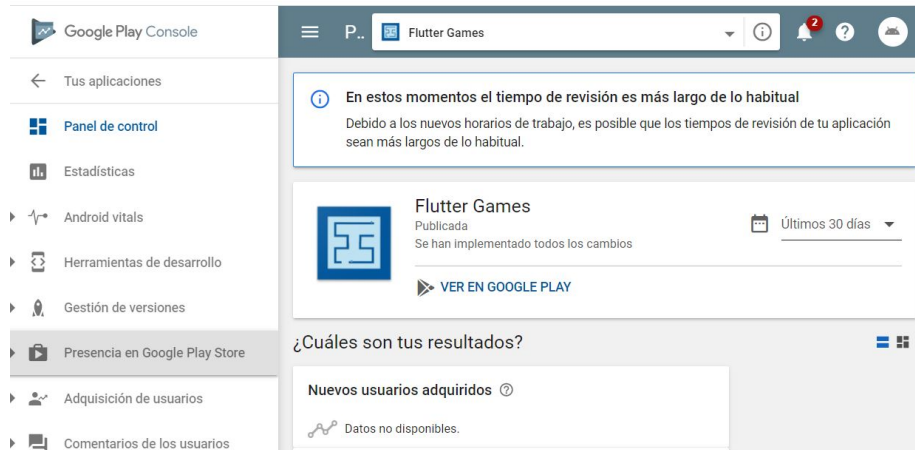 Google Play Console
P..
Flutter Games
2
Tus aplicaciones
Panel de control
Estadísticas
Android vitals
Herramientas de desarrollo
Gestión de versiones
Presencia en Google Play Store
Adquisición de usuarios
Comentarios de los usuarios
En estos momentos el tiempo de revisión es más largo de lo habitual
Debido a los nuevos horarios de trabajo, es posible que los tiempos de revisión de tu aplicación
sean más largos de lo habitual.
Flutter Games
Publicada
Se han implementado todos los cambios
Últimos 30 días
VER EN GOOGLE PLAY
¿Cuáles son tus resultados?
Nuevos usuarios adquiridos
Datos no disponibles.